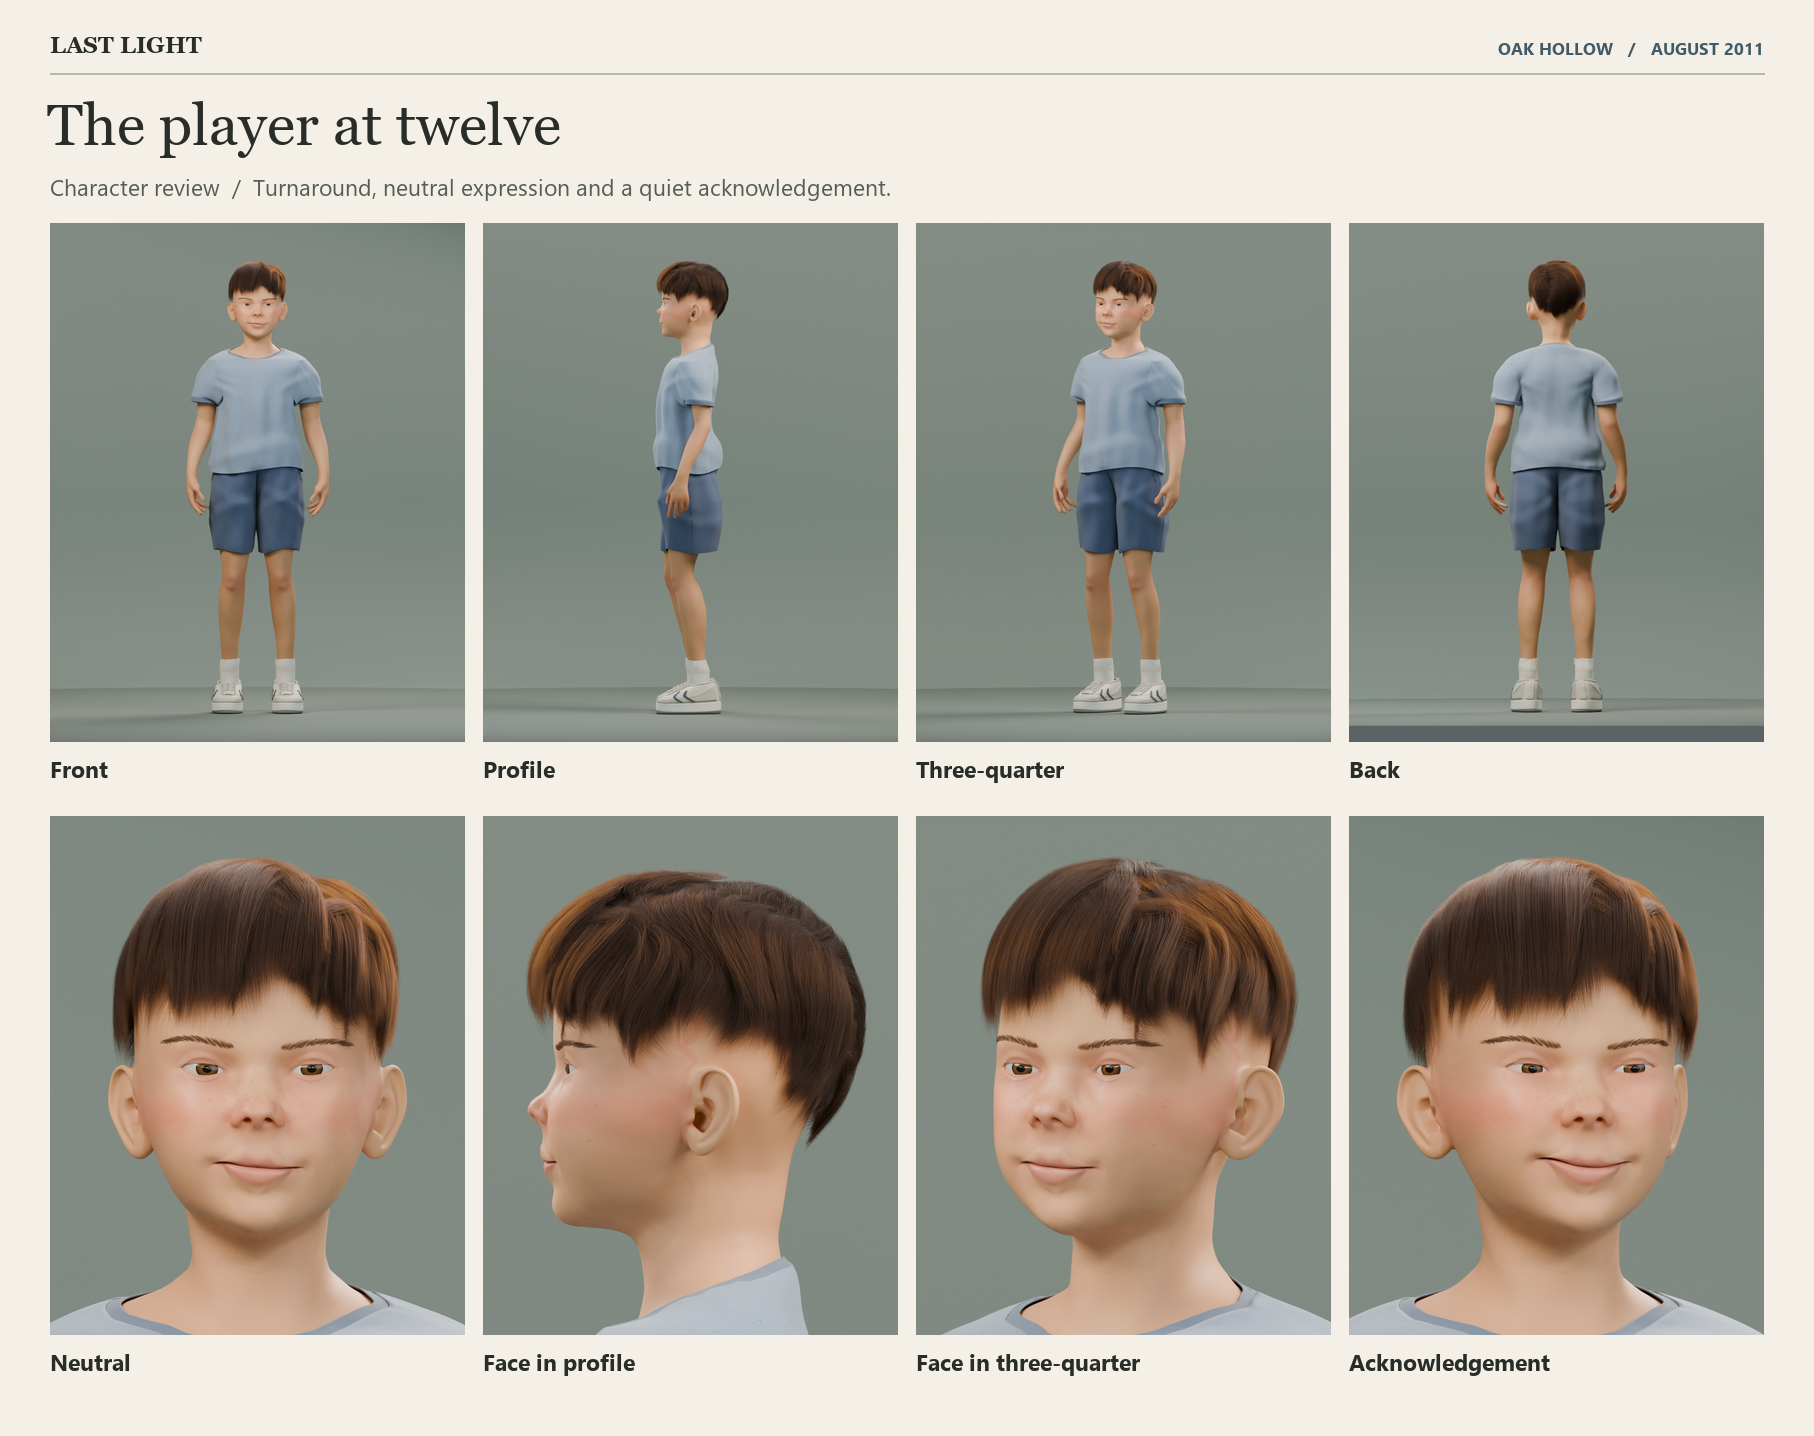 LAST LIGHT
OAK HOLLOW / AUGUST 2011
The player at twelve
Character review / Turnaround, neutral expression and a quiet acknowledgement.
Front
Profile
Three-quarter
Back
Neutral
Face in profile
Face in three-quarter
Acknowledgement